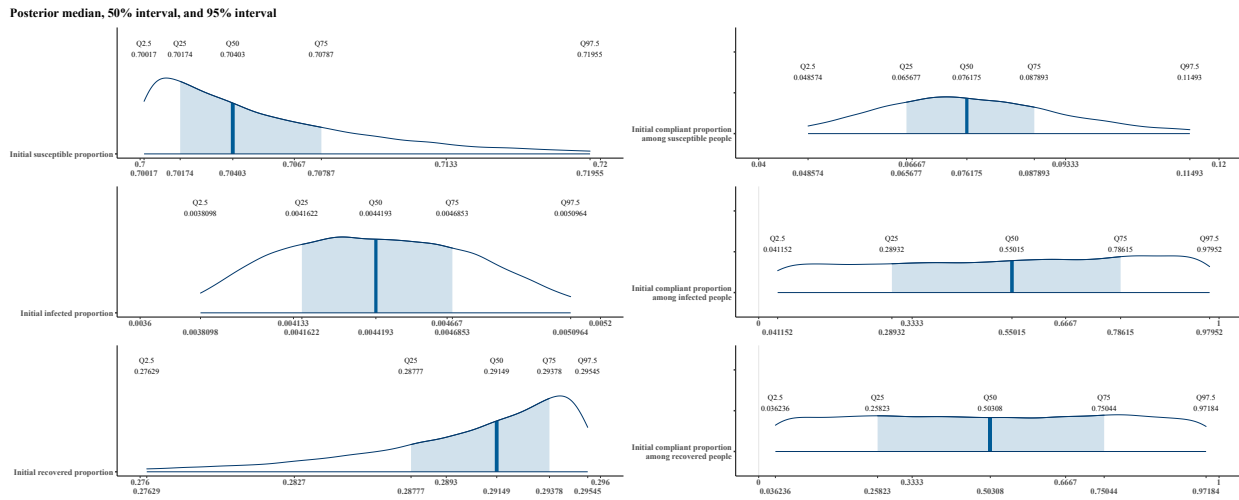 Posterior median, 50% interval, and 95% interval
Q2.5 Q25 Q50 Q75 Q97.5
0.70017 0.70174 0.70403 0.70787 0.71955
Initial susceptible proportion
0.7 0.7067 0.7133 0.72
0.70017 0.70174 0.70403 0.70787 0.71955
Q2.5 Q25 Q50 Q75 Q97.5
0.048574 0.065677 0.076175 0.087893 0.11493
Initial compliant proportion
among susceptible people
0.04 0.06667 0.09333 0.12
0.048574 0.065677 0.076175 0.087893 0.11493
Q2.5 Q25 Q50 Q75 Q97.5
0.0038098 0.0041622 0.0044193 0.0046853 0.0050964
Initial infected proportion
0.0036 0.004133 0.004667 0.0052
0.0038098 0.0041622 0.0044193 0.0046853 0.0050964
Q2.5 Q25 Q50 Q75 Q97.5
0.041152 0.28932 0.55015 0.78615 0.97952
Initial compliant proportion
among infected people
0 0.3333 0.6667 1
0.041152 0.28932 0.55015 0.78615 0.97952
Q2.5 Q25 Q50 Q75 Q97.5
0.27629 0.28777 0.29149 0.29378 0.29545
Initial recovered proportion
0.276 0.2827 0.2893 0.296
0.27629 0.28777 0.29149 0.29378 0.29545
Q2.5 Q25 Q50 Q75 Q97.5
0.036236 0.25823 0.50308 0.75044 0.97184
Initial compliant proportion
among recovered people
0 0.3333 0.6667 1
0.036236 0.25823 0.50308 0.75044 0.97184